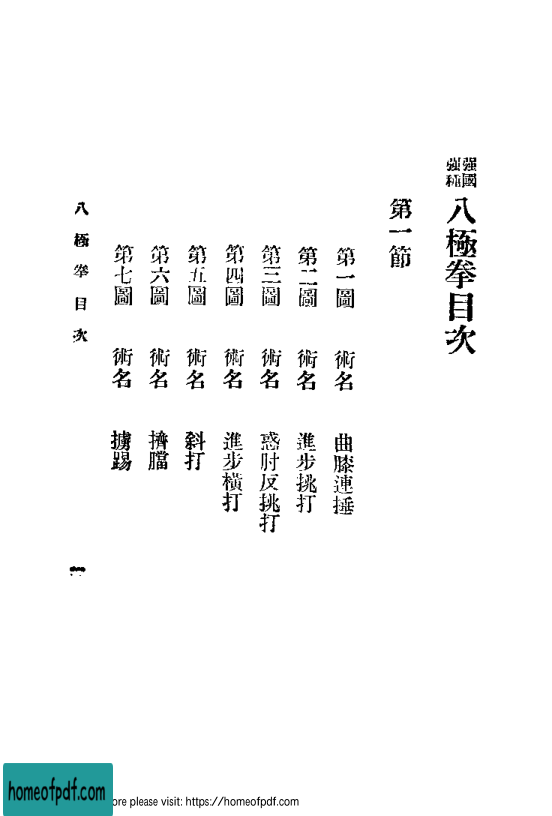 强國
強種
八極拳目次
第一節
第一圖 術名 曲膝連捶
第二圖 術名 進步挑打
第三圖 術名 惑肘反挑打
第四圖 術名 進步橫打
第五圖 術名 斜打
第六圖 術名 擠膛
第七圖 術名 擄踢
八極拳目次
homeofpdf.com
ore please visit: https://homeofpdf.com